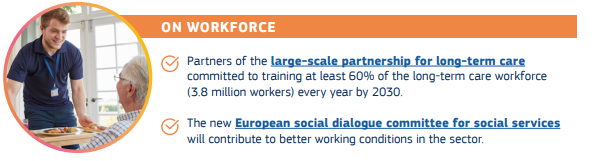 ON WORKFORCE
Partners of the large-scale partnership for long-term care
committed to training at least 60% of the long-term care workforce
(3.8 million workers) every year by 2030.
The new European social dialogue committee for social services
will contribute to better working conditions in the sector.